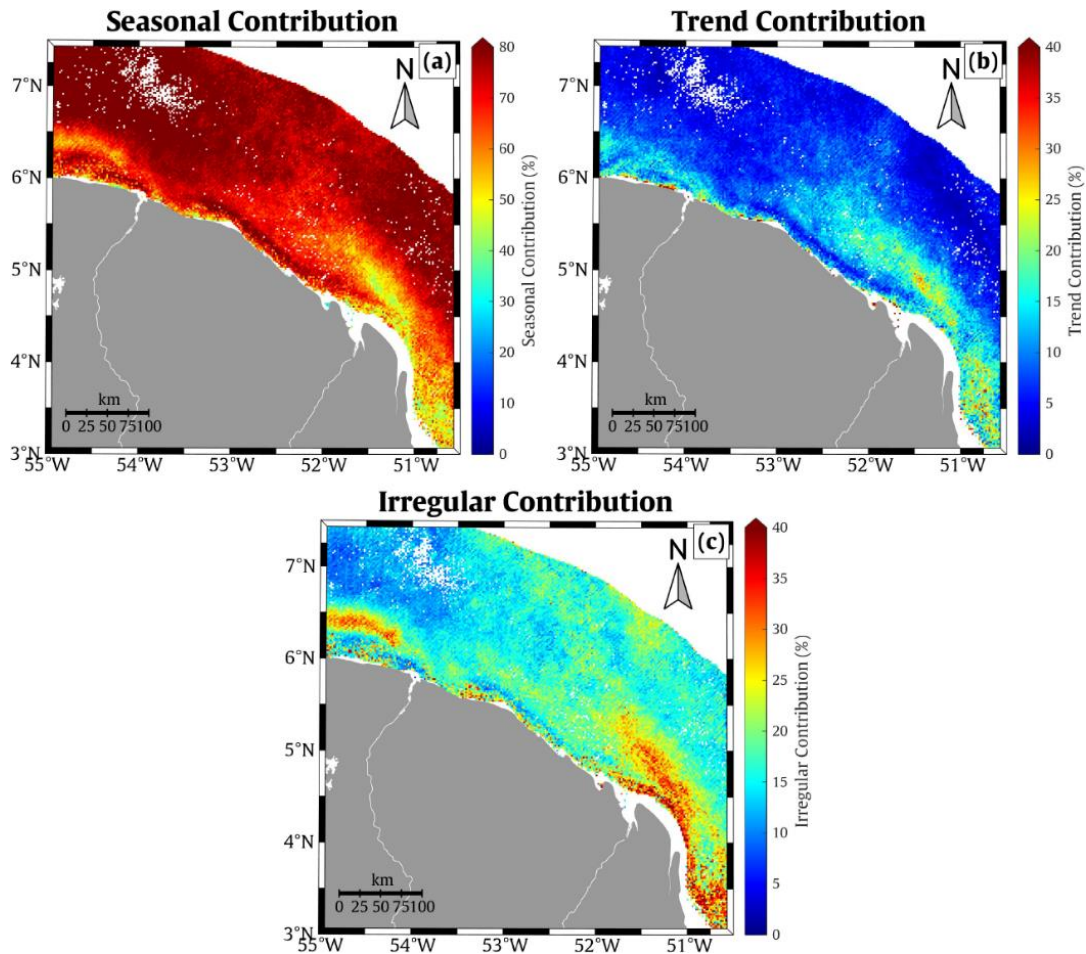 Seasonal Contribution
(a)
N
7°N
6°N
5°N
4°N
3°N
55°W 54°W 53°W 52°W 51°W
km
0 25 50 75100
80
70
60
50
40
30
20
10
0
Seasonal Contribution (%)
Trend Contribution
(b)
N
7°N
6°N
5°N
4°N
3°N
55°W 54°W 53°W 52°W 51°W
km
0 25 50 75100
40
35
30
25
20
15
10
5
0
Trend Contribution (%)
Irregular Contribution
(c)
N
7°N
6°N
5°N
4°N
3°N
55°W 54°W 53°W 52°W 51°W
km
0 25 50 75100
40
35
30
25
20
15
10
5
0
Irregular Contribution (%)